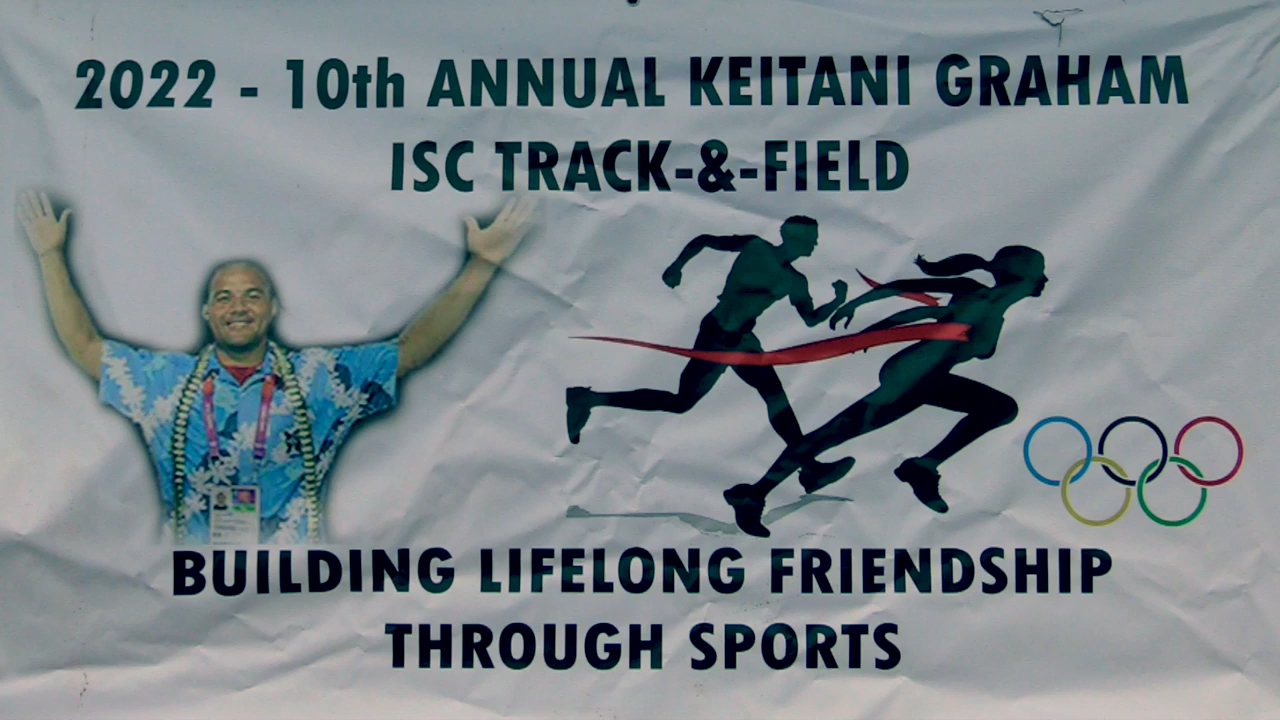 2022 - 10th ANNUAL KEITANI GRAHAM
ISC TRACK-&-FIELD
BUILDING LIFELONG FRIENDSHIP
THROUGH SPORTS